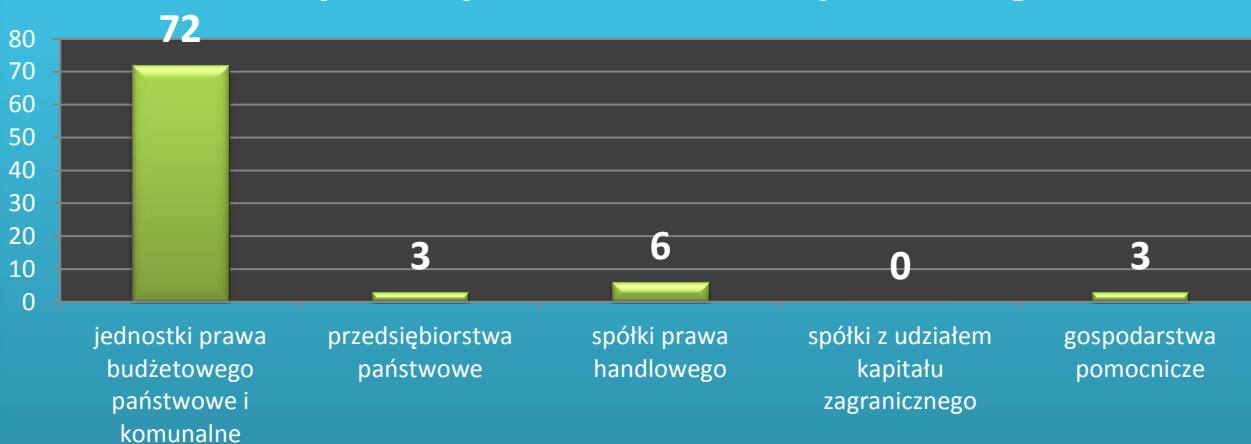 72
80
70
60
50
40
30
20
10
0
3
6
0
3
jednostki prawa
budżetowego
państwowe i
komunalne
przedsiębiorstwa
państwowe
spółki prawa
handlowego
spółki z udziałem
kapitału
zagranicznego
gospodarstwa
pomocnicze